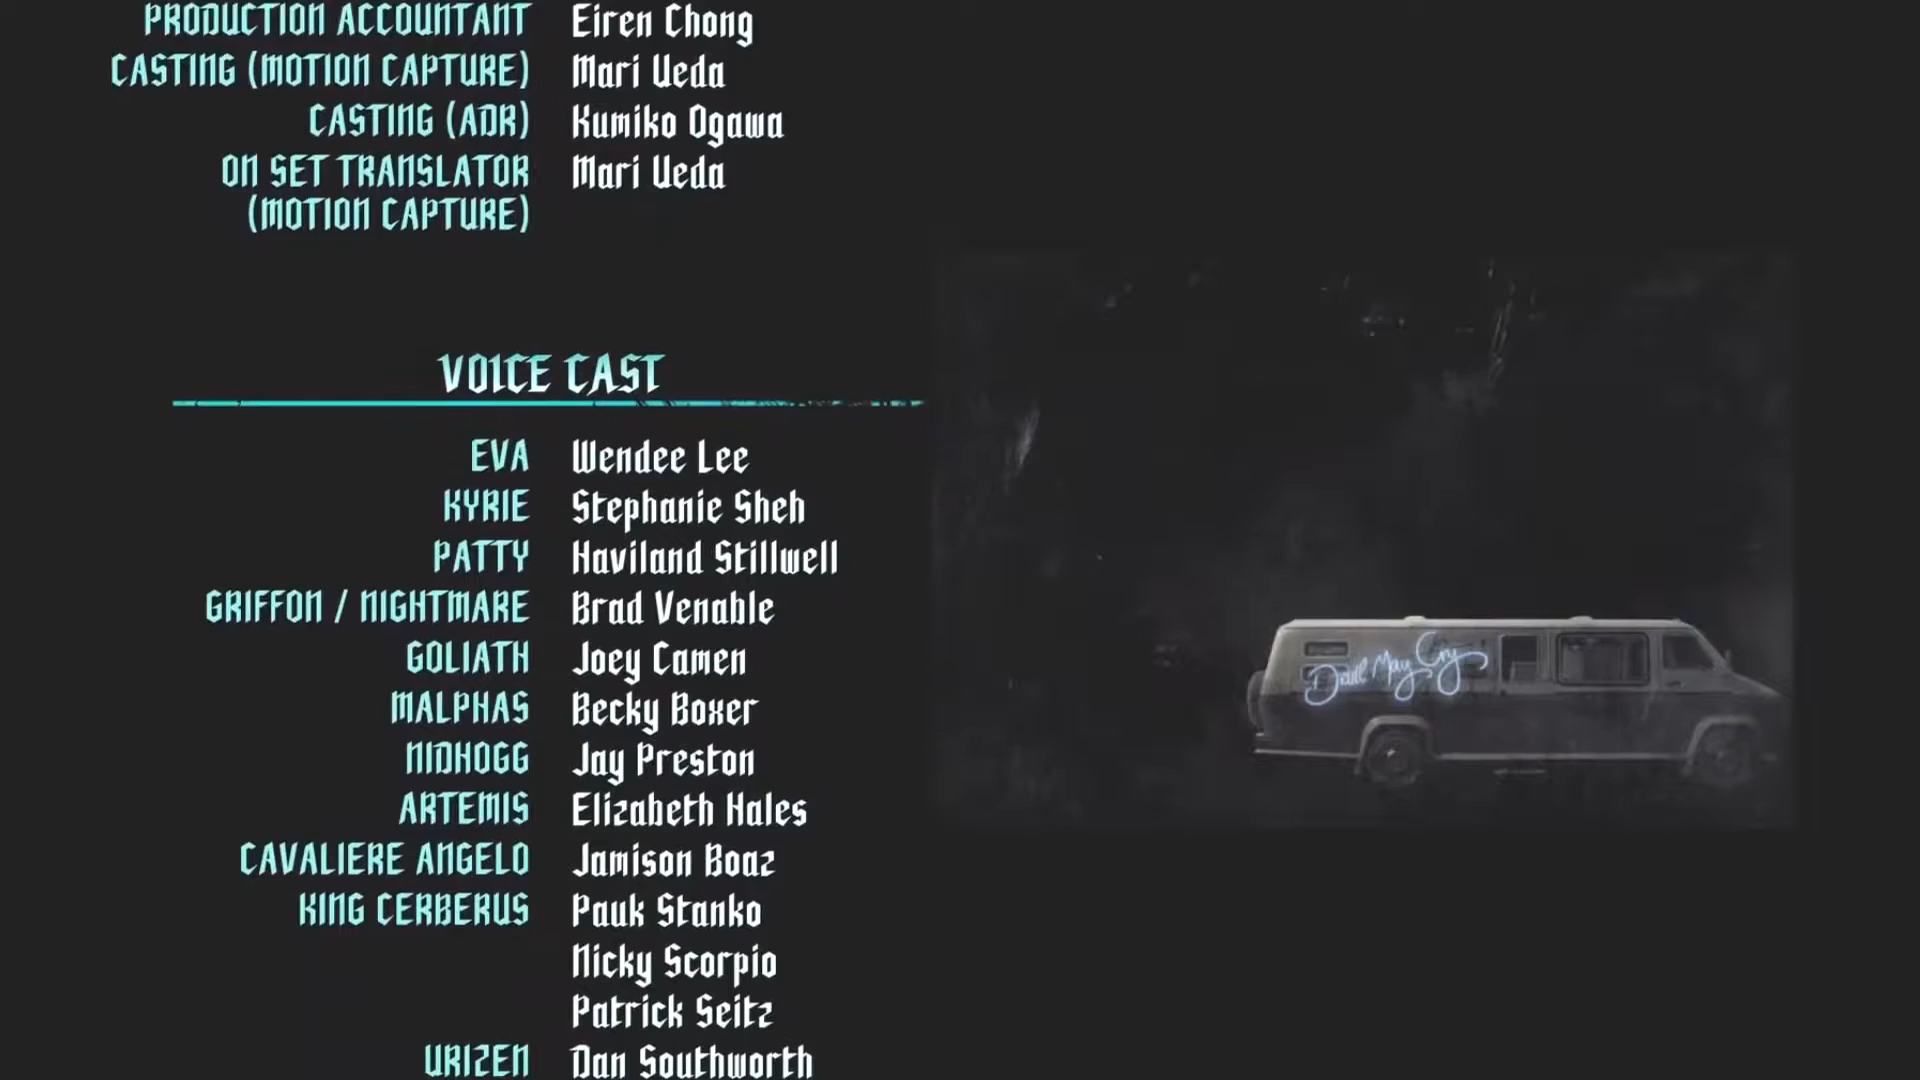 PRODUCTION ACCOUNTANT Eiren Chong
CASTING (MOTION CAPTURE) Mari Ueda
CASTING (ADR) Kumiko Ogawa
ON SET TRANSLATOR Mari Ueda
(MOTION CAPTURE)
VOICE CAST
EVA Wendee Lee
KYRIE Stephanie Sheh
PATTY Haviland Stillwell
GRIFFON / NIGHTMARE Brad Venable
GOLIATH Joey Camen
MALPHAS Becky Boxer
NIDHOGG Jay Preston
ARTEMIS Elizabeth Hales
CAVALIERE ANGELO Jamison Boaz
KING CERBERUS Pauk Stanko
Nicky Scorpio
Patrick Seitz
URIZEN Dan Southworth
Devil May Cry